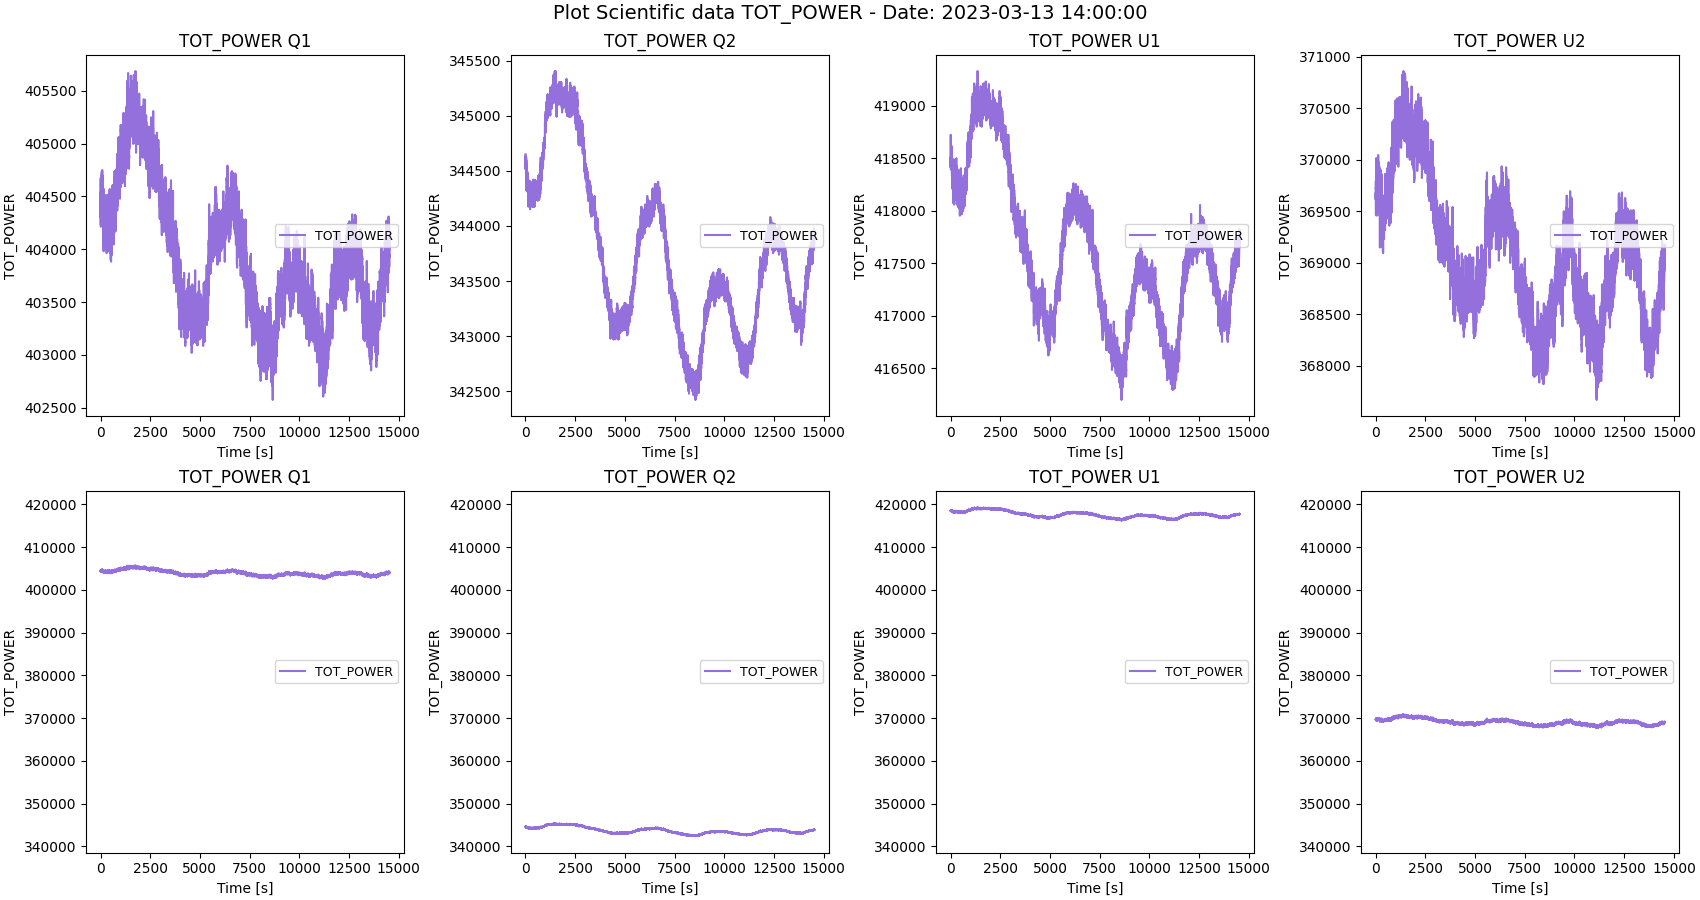 Plot Scientific data TOT_POWER - Date: 2023-03-13 14:00:00
TOT_POWER Q1
405500
405000
404500
404000
403500
403000
402500
TOT_POWER
TOT_POWER
0 2500 5000 7500 10000 12500 15000
Time [s]
TOT_POWER Q2
345500
345000
344500
344000
343500
343000
342500
TOT_POWER
TOT_POWER
0 2500 5000 7500 10000 12500 15000
Time [s]
TOT_POWER U1
419000
418500
418000
417500
417000
416500
TOT_POWER
TOT_POWER
0 2500 5000 7500 10000 12500 15000
Time [s]
TOT_POWER U2
371000
370500
370000
369500
369000
368500
368000
TOT_POWER
TOT_POWER
0 2500 5000 7500 10000 12500 15000
Time [s]
TOT_POWER Q1
420000
410000
400000
390000
380000
370000
360000
350000
340000
TOT_POWER
TOT_POWER
0 2500 5000 7500 10000 12500 15000
Time [s]
TOT_POWER Q2
420000
410000
400000
390000
380000
370000
360000
350000
340000
TOT_POWER
TOT_POWER
0 2500 5000 7500 10000 12500 15000
Time [s]
TOT_POWER U1
420000
410000
400000
390000
380000
370000
360000
350000
340000
TOT_POWER
TOT_POWER
0 2500 5000 7500 10000 12500 15000
Time [s]
TOT_POWER U2
420000
410000
400000
390000
380000
370000
360000
350000
340000
TOT_POWER
TOT_POWER
0 2500 5000 7500 10000 12500 15000
Time [s]